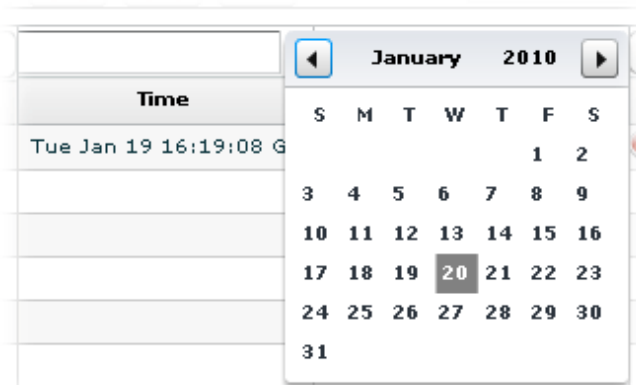 January 2010
Time
S M T W T F S
Tue Jan 19 16:19:08 G
1 2
3 4 5 6 7 8 9
10 11 12 13 14 15 16
17 18 19 20 21 22 23
24 25 26 27 28 29 30
31